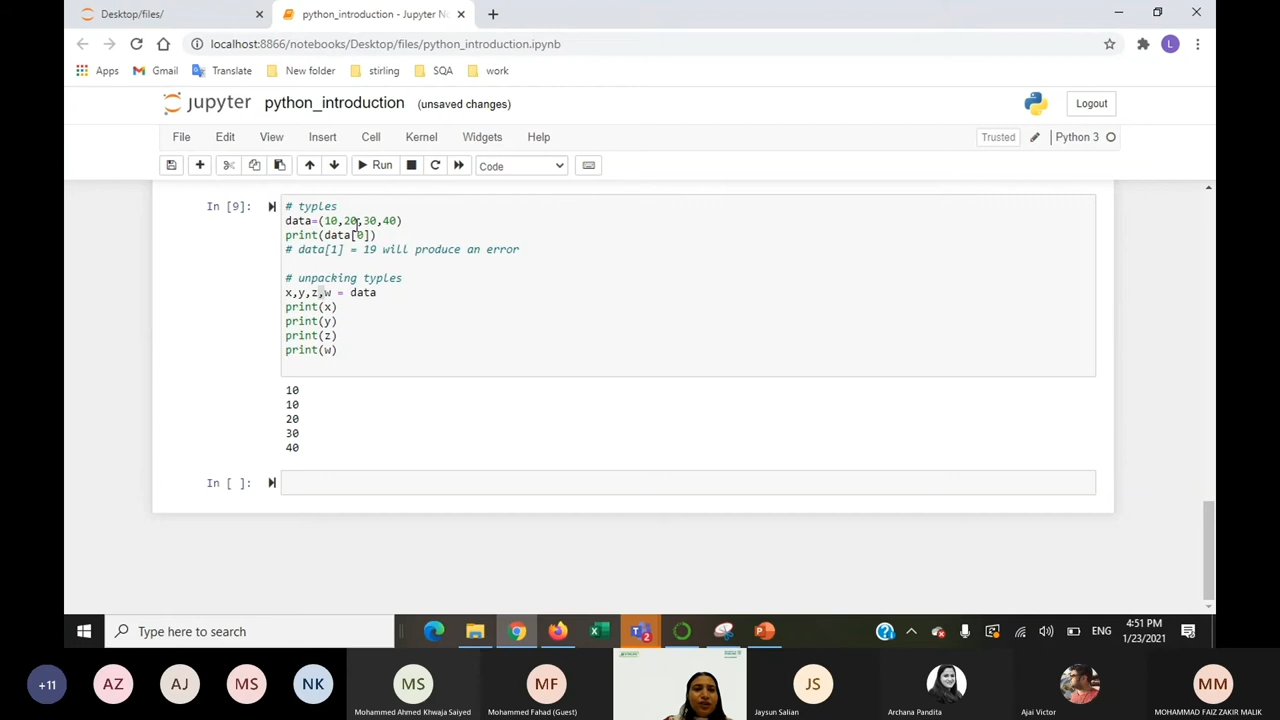 Desktop/files/
python_introduction - Jupyter No
localhost:8866/notebooks/Desktop/files/python_introduction.ipynb
L
Apps Gmail Translate New folder stirling SQA work
jupyter python_introduction (unsaved changes)
Logout
File Edit View Insert Cell Kernel Widgets Help
Trusted Python 3
Run Code
In [9]:
# typles
data=(10,20,30,40)
print(data[0])
# data[1] = 19 will produce an error
# unpacking typles
x,y,z,w = data
print(x)
print(y)
print(z)
print(w)
10
10
20
30
40
In [ ]:
Type here to search
2
ENG
4:51 PM
1/23/2021
+11 AZ AJ MS NK MS MF JS MM
Mohammed Ahmed Khwaja Saiyed Mohammed Fahad (Guest) Jaysun Salian Archana Pandita Ajai Victor MOHAMMAD FAIZ ZAKIR MALIK